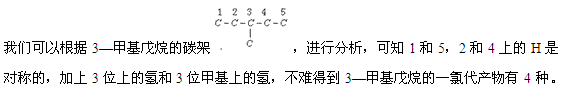 1 2 3 4 5
C-C-C-C-C
C
我们可以根据 3—甲基戊烷的碳架 ，进行分析，可知 1 和 5，2 和 4 上的 H 是
对称的，加上 3 位上的氢和 3 位甲基上的氢，不难得到 3—甲基戊烷的一氯代产物有 4 种。